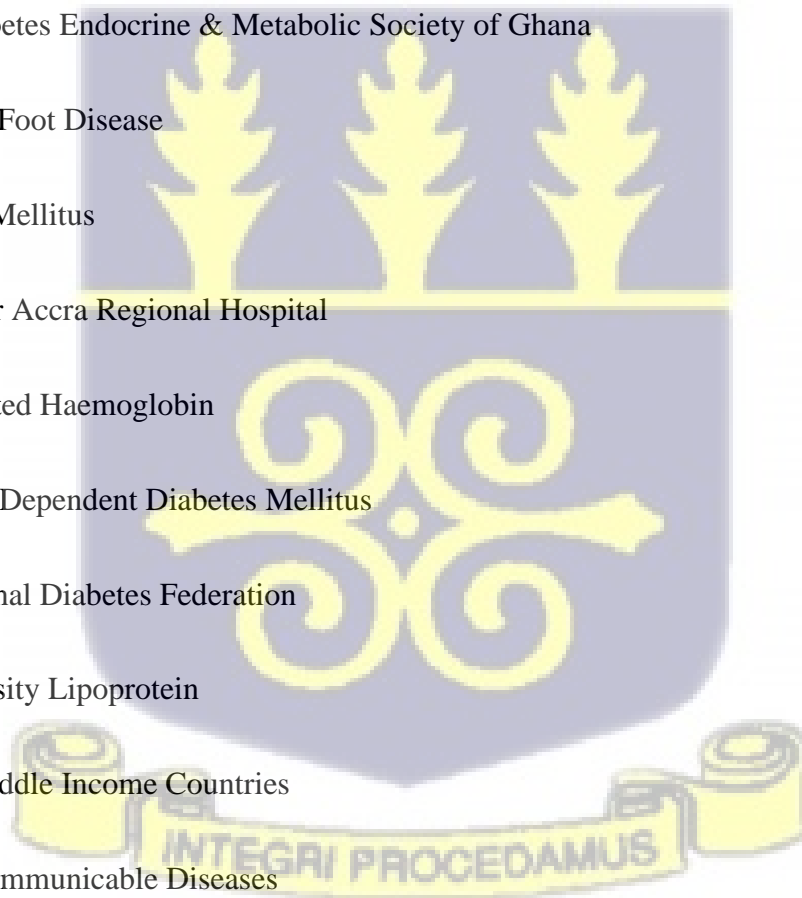 etes Endocrine & Metabolic Society of Ghana
Foot Disease
Mellitus
r Accra Regional Hospital
ted Haemoglobin
Dependent Diabetes Mellitus
nal Diabetes Federation
sity Lipoprotein
ddle Income Countries
mmunicable Diseases
INTEGRI PROCEDAMUS